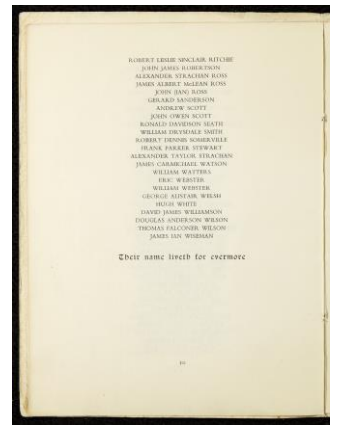 ROBERT LESLIE SINCLAIR RITCHIE
JOHN JAMES ROBERTSON
ALEXANDER STRACHAN ROSS
JAMES ALBERT McLEAN ROSS
JOHN (IAN) ROSS
GERARD SANDERSON
ANDREW SCOTT
JOHN OWEN SCOTT
RONALD DAVIDSON SEATH
WILLIAM DRYSDALE SMITH
ROBERT DENNIS SOMERVILLE
FRANK PARKER STEWART
ALEXANDER TAYLOR STRACHAN
JAMES CARMICHAEL WATSON
WILLIAM WATTERS
ERIC WEBSTER
WILLIAM WEBSTER
GEORGE ALISTAIR WELSH
HUGH WHITE
DAVID JAMES WILLIAMSON
DOUGLAS ANDERSON WILSON
THOMAS FALCONER WILSON
JAMES IAN WISEMAN
Their name liveth for evermore